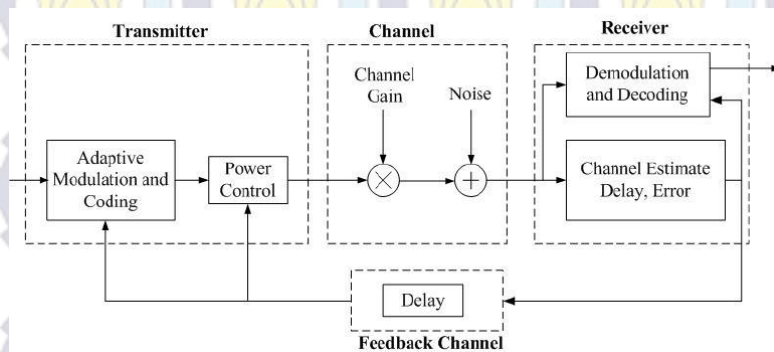 Transmitter
Channel
Receiver
Channel
Gain
Noise
Demodulation
and Decoding
Adaptive
Modulation and
Coding
Power
Control
Channel Estimate
Delay, Error
Delay
Feedback Channel